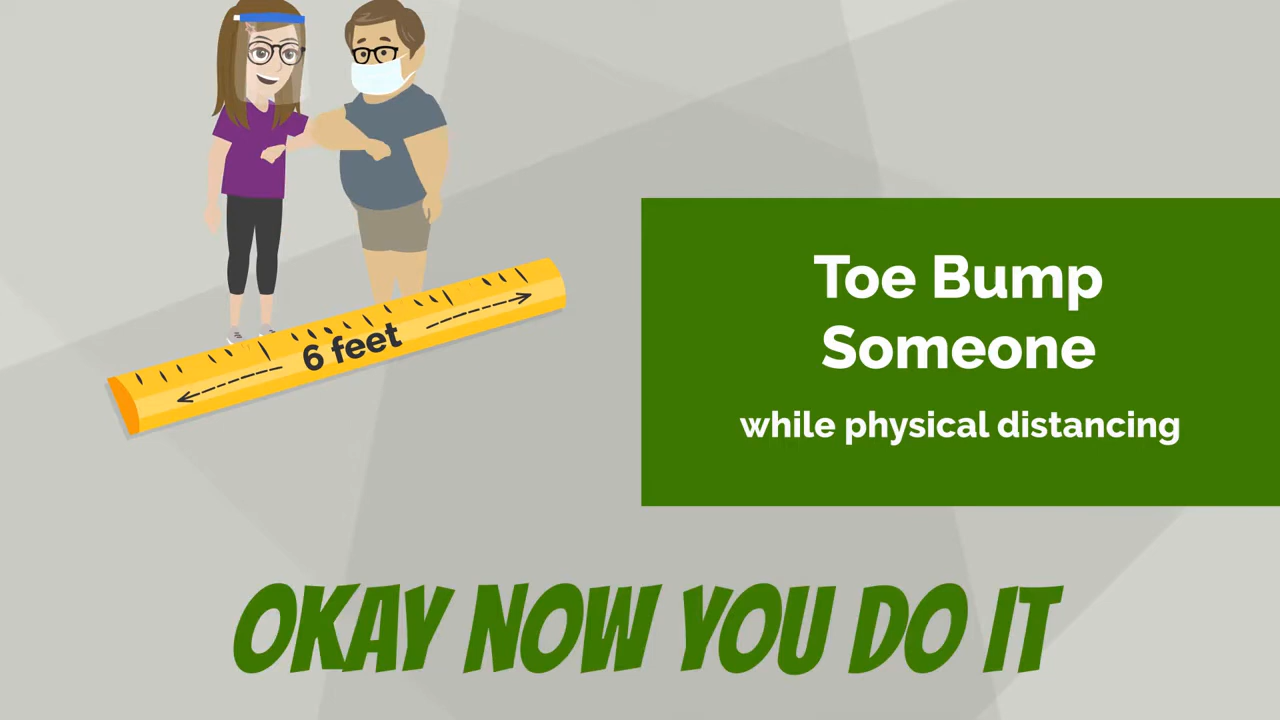 6 feet
Toe Bump
Someone
while physical distancing
OKAY NOW YOU DO IT